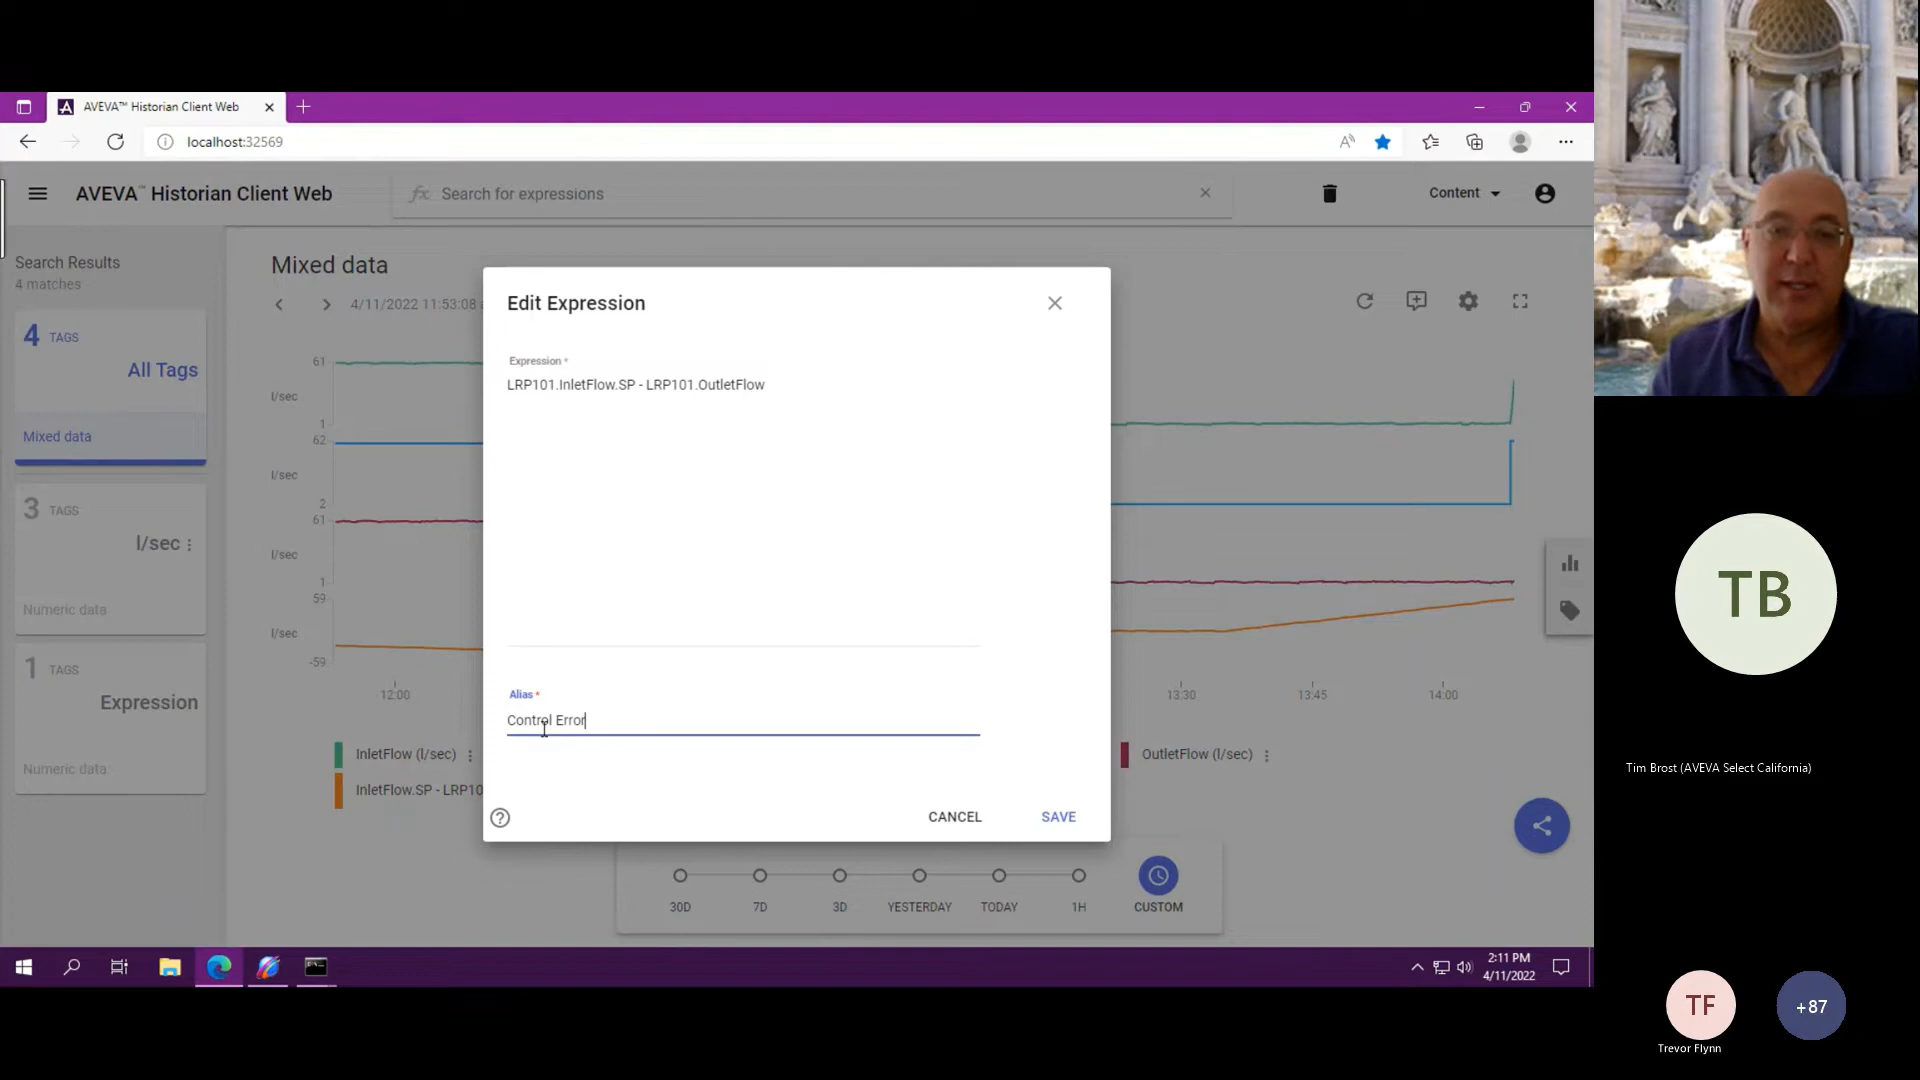 AVEVA™ Historian Client Web
localhost:32569
AVEVA™ Historian Client Web
fx Search for expressions
Content
Search Results
4 matches
4 TAGS
All Tags
Mixed data
3 TAGS
l/sec
Numeric data
1 TAGS
Expression
Numeric data
Mixed data
4/11/2022 11:53:08
61
l/sec
1
62
l/sec
2
61
l/sec
1
59
l/sec
-59
12:00
13:30
13:45
14:00
InletFlow (l/sec)
OutletFlow (l/sec)
InletFlow.SP - LRP10
Edit Expression
Expression *
LRP101.InletFlow.SP - LRP101.OutletFlow
Alias *
Control Error
CANCEL
SAVE
30D
7D
3D
YESTERDAY
TODAY
1H
CUSTOM
2:11 PM
4/11/2022
TB
Tim Brost (AVEVA Select California)
TF
+87
Trevor Flynn